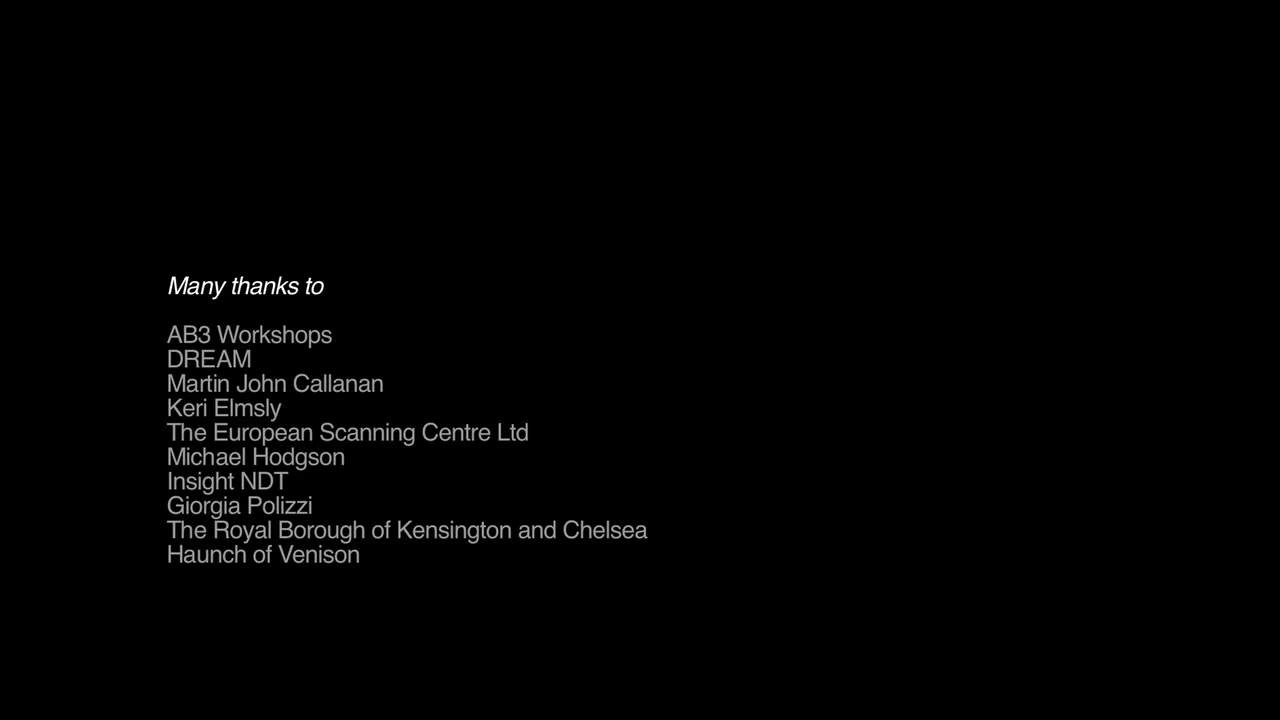 Many thanks to
AB3 Workshops
DREAM
Martin John Callanan
Keri Elmsly
The European Scanning Centre Ltd
Michael Hodgson
Insight NDT
Giorgia Polizzi
The Royal Borough of Kensington and Chelsea
Haunch of Venison